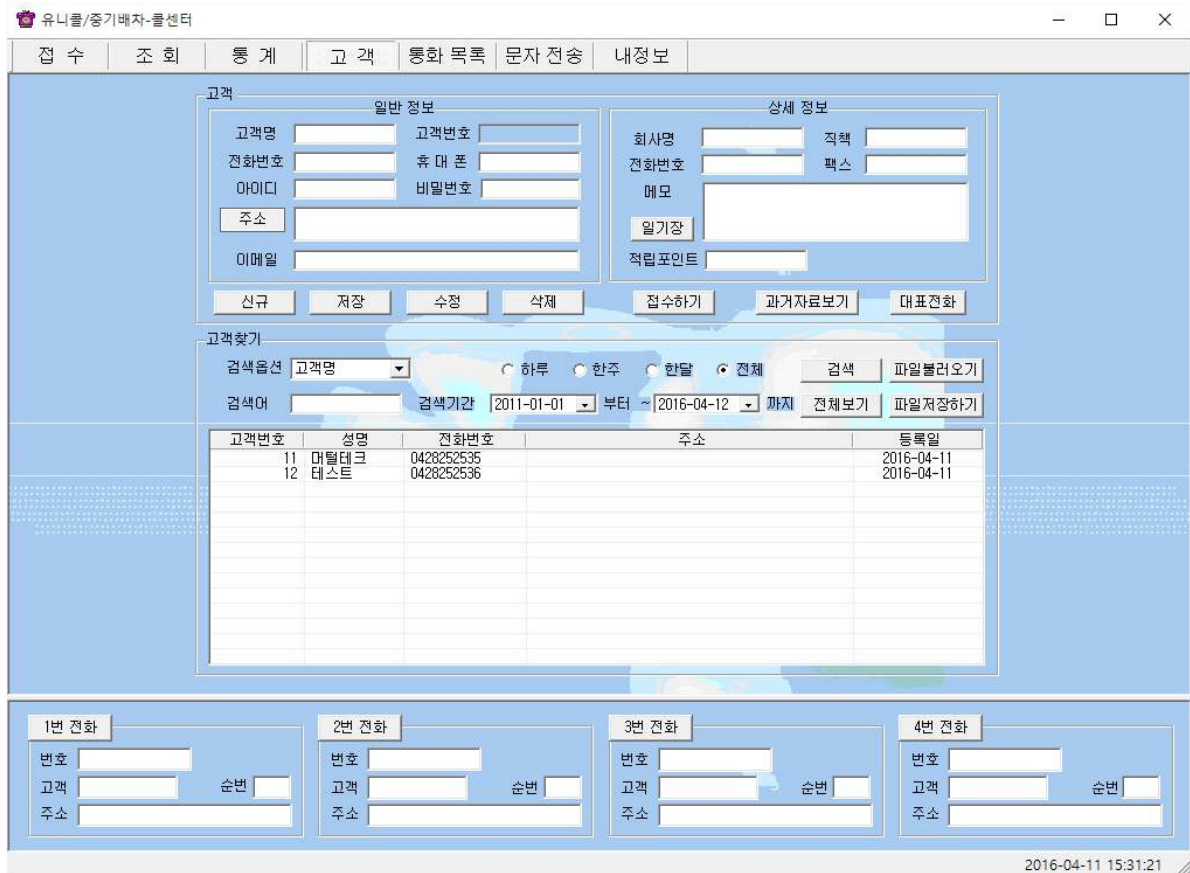 유니콜/중기배차-콜센터
접 수 조 회 통 계 고 객 통화 목록 문자 전송 내정보
고객
일반 정보 상세 정보
고객명 고객번호 회사명 직책
전화번호 휴 대 폰 전화번호 팩스
아이디 비밀번호 메모
주소 일기장
이메일 적립포인트
신규 저장 수정 삭제 접수하기 과거자료보기 대표전화
고객찾기
검색옵션 고객명 하루 한주 한달 전체 검색 파일불러오기
검색어 검색기간 2011-01-01 부터 ~ 2016-04-12 까지 전체보기 파일저장하기
고객번호 성명 전화번호 주소 등록일
11 머털테크 0428252535 2016-04-11
12 테스트 0428252536 2016-04-11
1번 전화 2번 전화 3번 전화 4번 전화
번호 번호 번호 번호
고객 순번 고객 순번 고객 순번 고객 순번
주소 주소 주소 주소
2016-04-11 15:31:21